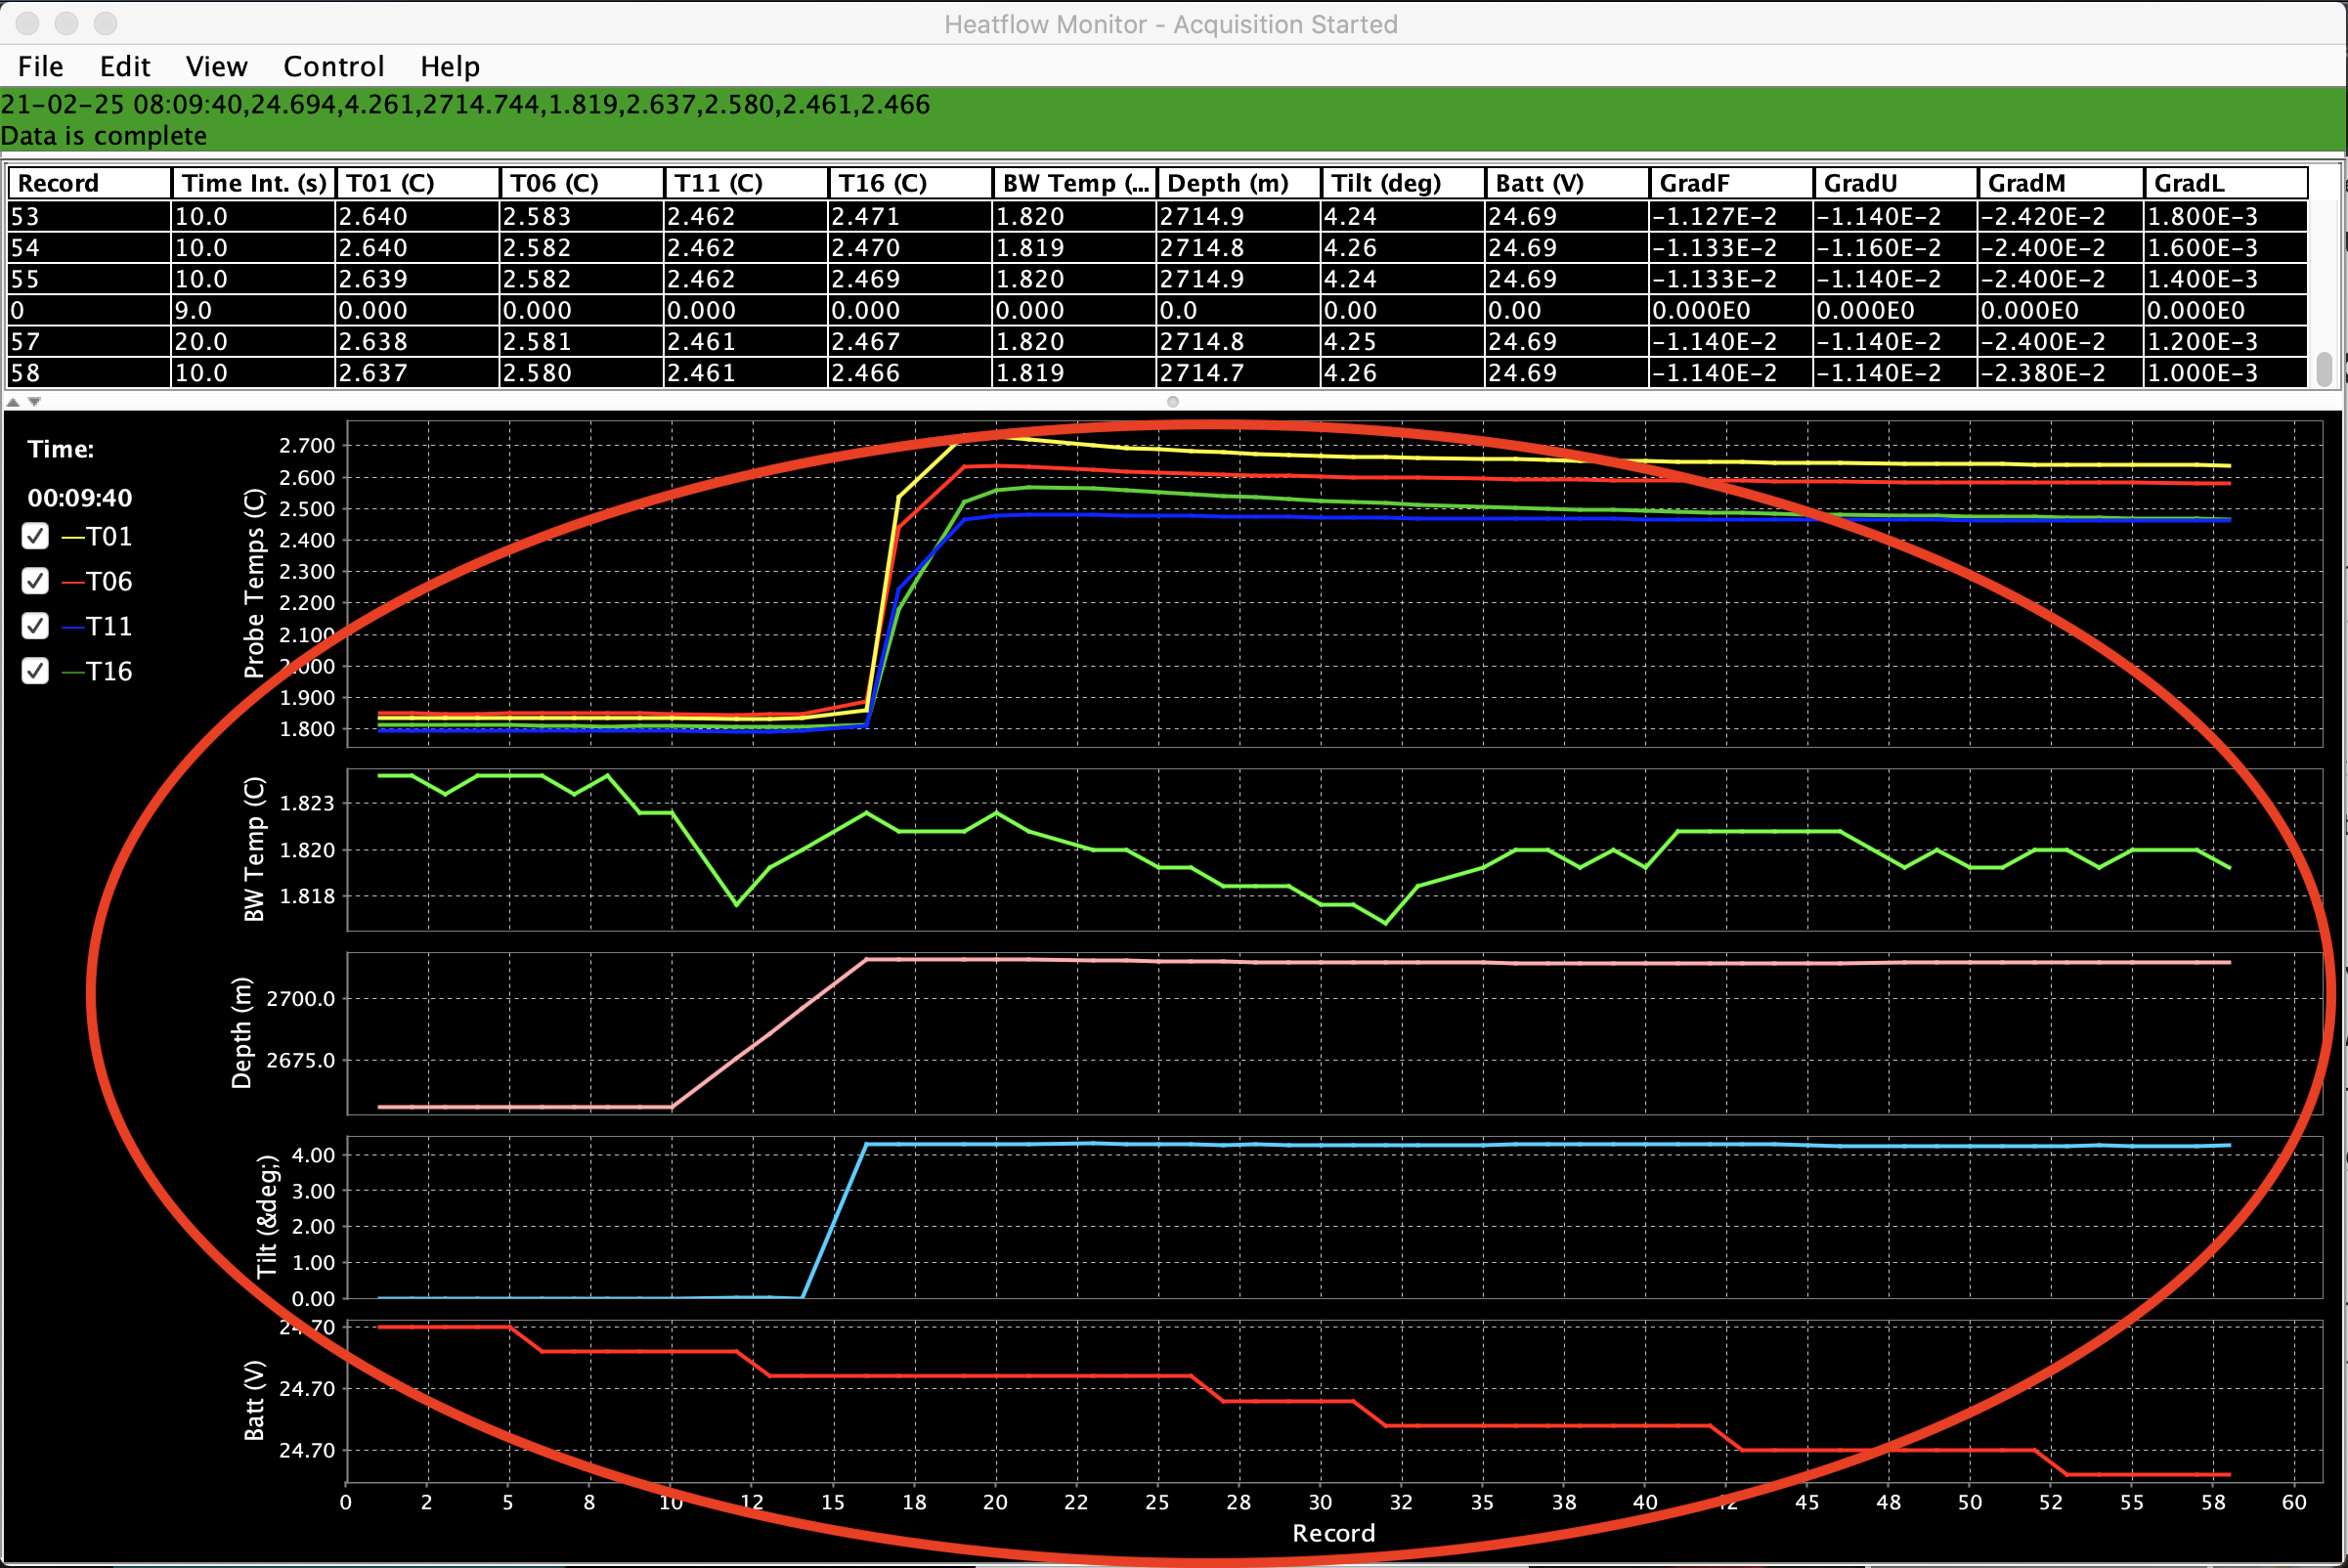 Heatflow Monitor - Acquisition Started
File Edit View Control Help
21-02-25 08:09:40,24.694,4.261,2714.744,1.819,2.637,2.580,2.461,2.466
Data is complete
Record Time Int. (s) T01 (C) T06 (C) T11 (C) T16 (C) BW Temp (... Depth (m) Tilt (deg) Batt (V) GradF GradU GradM GradL
53 10.0 2.640 2.583 2.462 2.471 1.820 2714.9 4.24 24.69 -1.127E-2 -1.140E-2 -2.420E-2 1.800E-3
54 10.0 2.640 2.582 2.462 2.470 1.819 2714.8 4.26 24.69 -1.133E-2 -1.160E-2 -2.400E-2 1.600E-3
55 10.0 2.639 2.582 2.462 2.469 1.820 2714.9 4.24 24.69 -1.133E-2 -1.140E-2 -2.400E-2 1.400E-3
0 9.0 0.000 0.000 0.000 0.000 0.000 0.0 0.00 0.00 0.000E0 0.000E0 0.000E0 0.000E0
57 20.0 2.638 2.581 2.461 2.467 1.820 2714.8 4.25 24.69 -1.140E-2 -1.140E-2 -2.400E-2 1.200E-3
58 10.0 2.637 2.580 2.461 2.466 1.819 2714.7 4.26 24.69 -1.140E-2 -1.140E-2 -2.380E-2 1.000E-3
Time:
00:09:40
T01
T06
T11
T16
Probe Temps (C)
2.700
2.600
2.500
2.400
2.300
2.200
2.100
2.000
1.900
1.800
BW Temp (C)
1.823
1.820
1.818
Depth (m)
2700.0
2675.0
Tilt (&deg;)
4.00
3.00
2.00
1.00
0.00
Batt (V)
24.70
24.70
24.70
0 2 5 8 10 12 15 18 20 22 25 28 30 32 35 38 40 42 45 48 50 52 55 58 60
Record